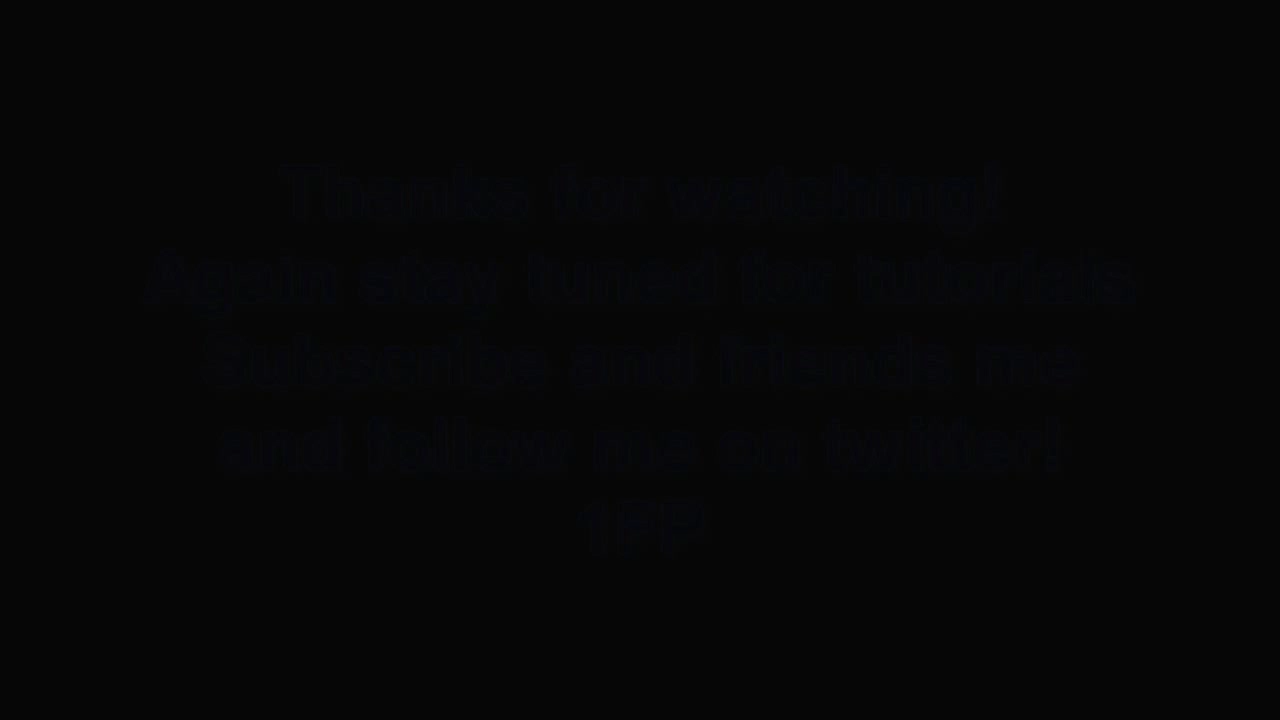 Thanks for watching!
Again stay tuned for tutorials
Subscribe and friends me
and follow me on twitter!
1FP